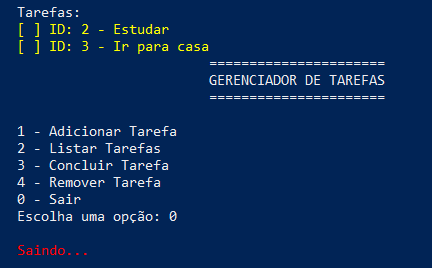 Tarefas:
[ ] ID: 2 - Estudar
[ ] ID: 3 - Ir para casa
======================
GERENCIADOR DE TAREFAS
======================
1 - Adicionar Tarefa
2 - Listar Tarefas
3 - Concluir Tarefa
4 - Remover Tarefa
0 - Sair
Escolha uma opção: 0
Saindo...